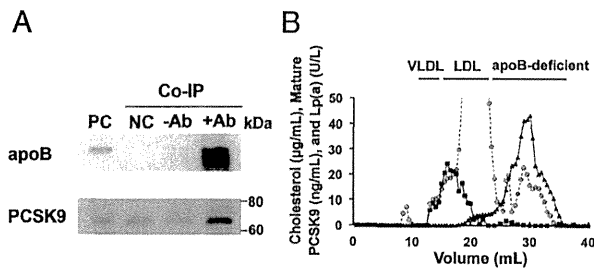 A
Co-IP
PC NC -Ab +Ab kDa
apoB
PCSK9
80
60
B
VLDL LDL apoB-deficient
Cholesterol (µg/mL), Mature
PCSK9 (ng/mL), and Lp(a) (U/L)
50
40
30
20
10
0
0 10 20 30 40
Volume (mL)